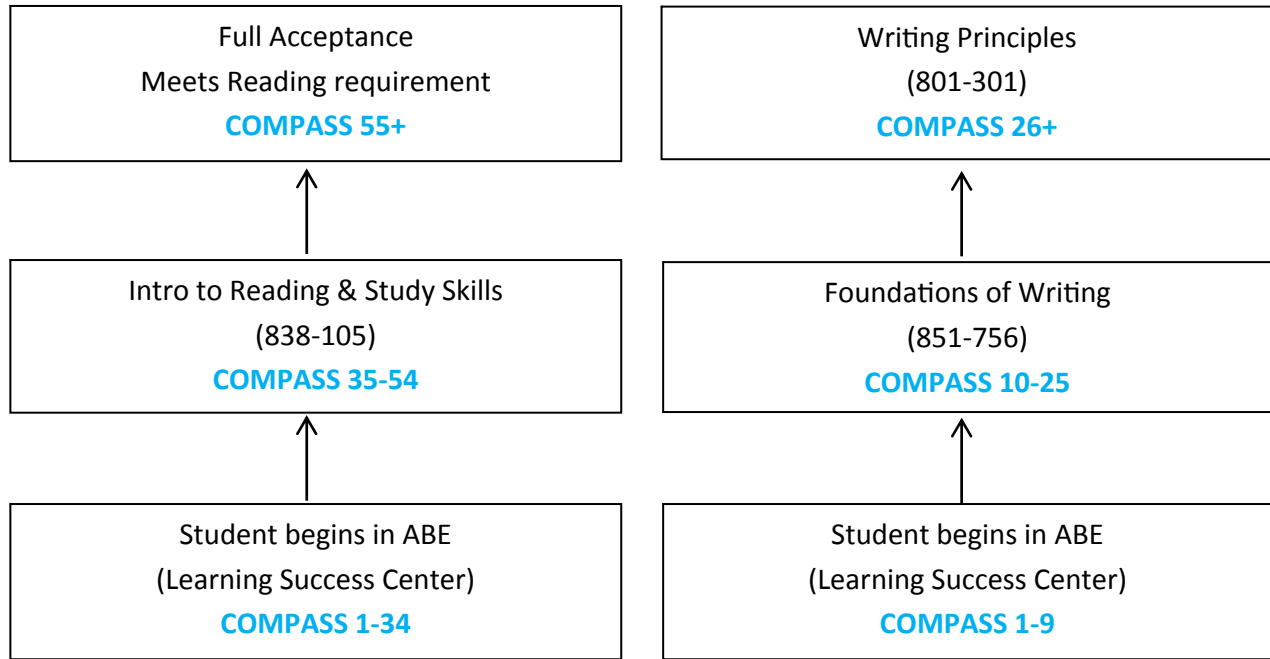 Full Acceptance
Meets Reading requirement
COMPASS 55+
Intro to Reading & Study Skills
(838-105)
COMPASS 35-54
Student begins in ABE
(Learning Success Center)
COMPASS 1-34
Writing Principles
(801-301)
COMPASS 26+
Foundations of Writing
(851-756)
COMPASS 10-25
Student begins in ABE
(Learning Success Center)
COMPASS 1-9